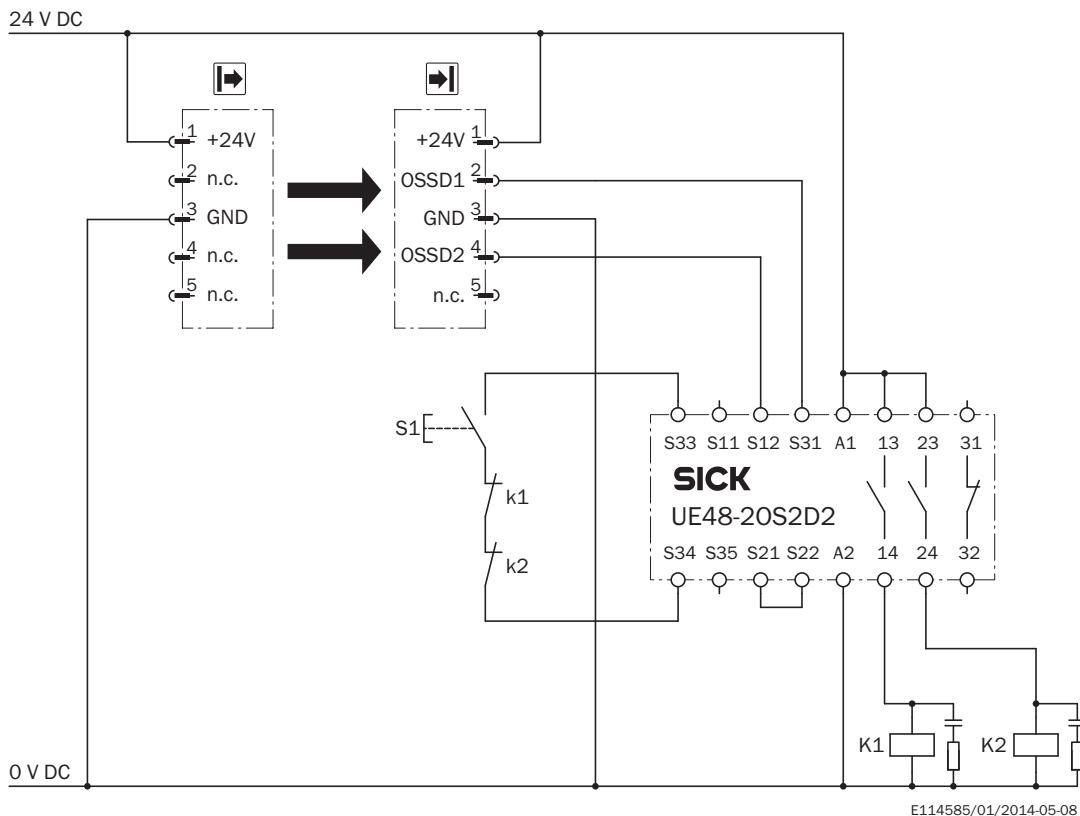 24 V DC
1 +24V
2 n.c.
3 GND
4 n.c.
5 n.c.
+24V 1
OSSD1 2
GND 3
OSSD2 4
n.c. 5
S1
k1
k2
S33 S11 S12 S31 A1 13 23 31
SICK
UE48-20S2D2
S34 S35 S21 S22 A2 14 24 32
K1
K2
0 V DC
E114585/01/2014-05-08